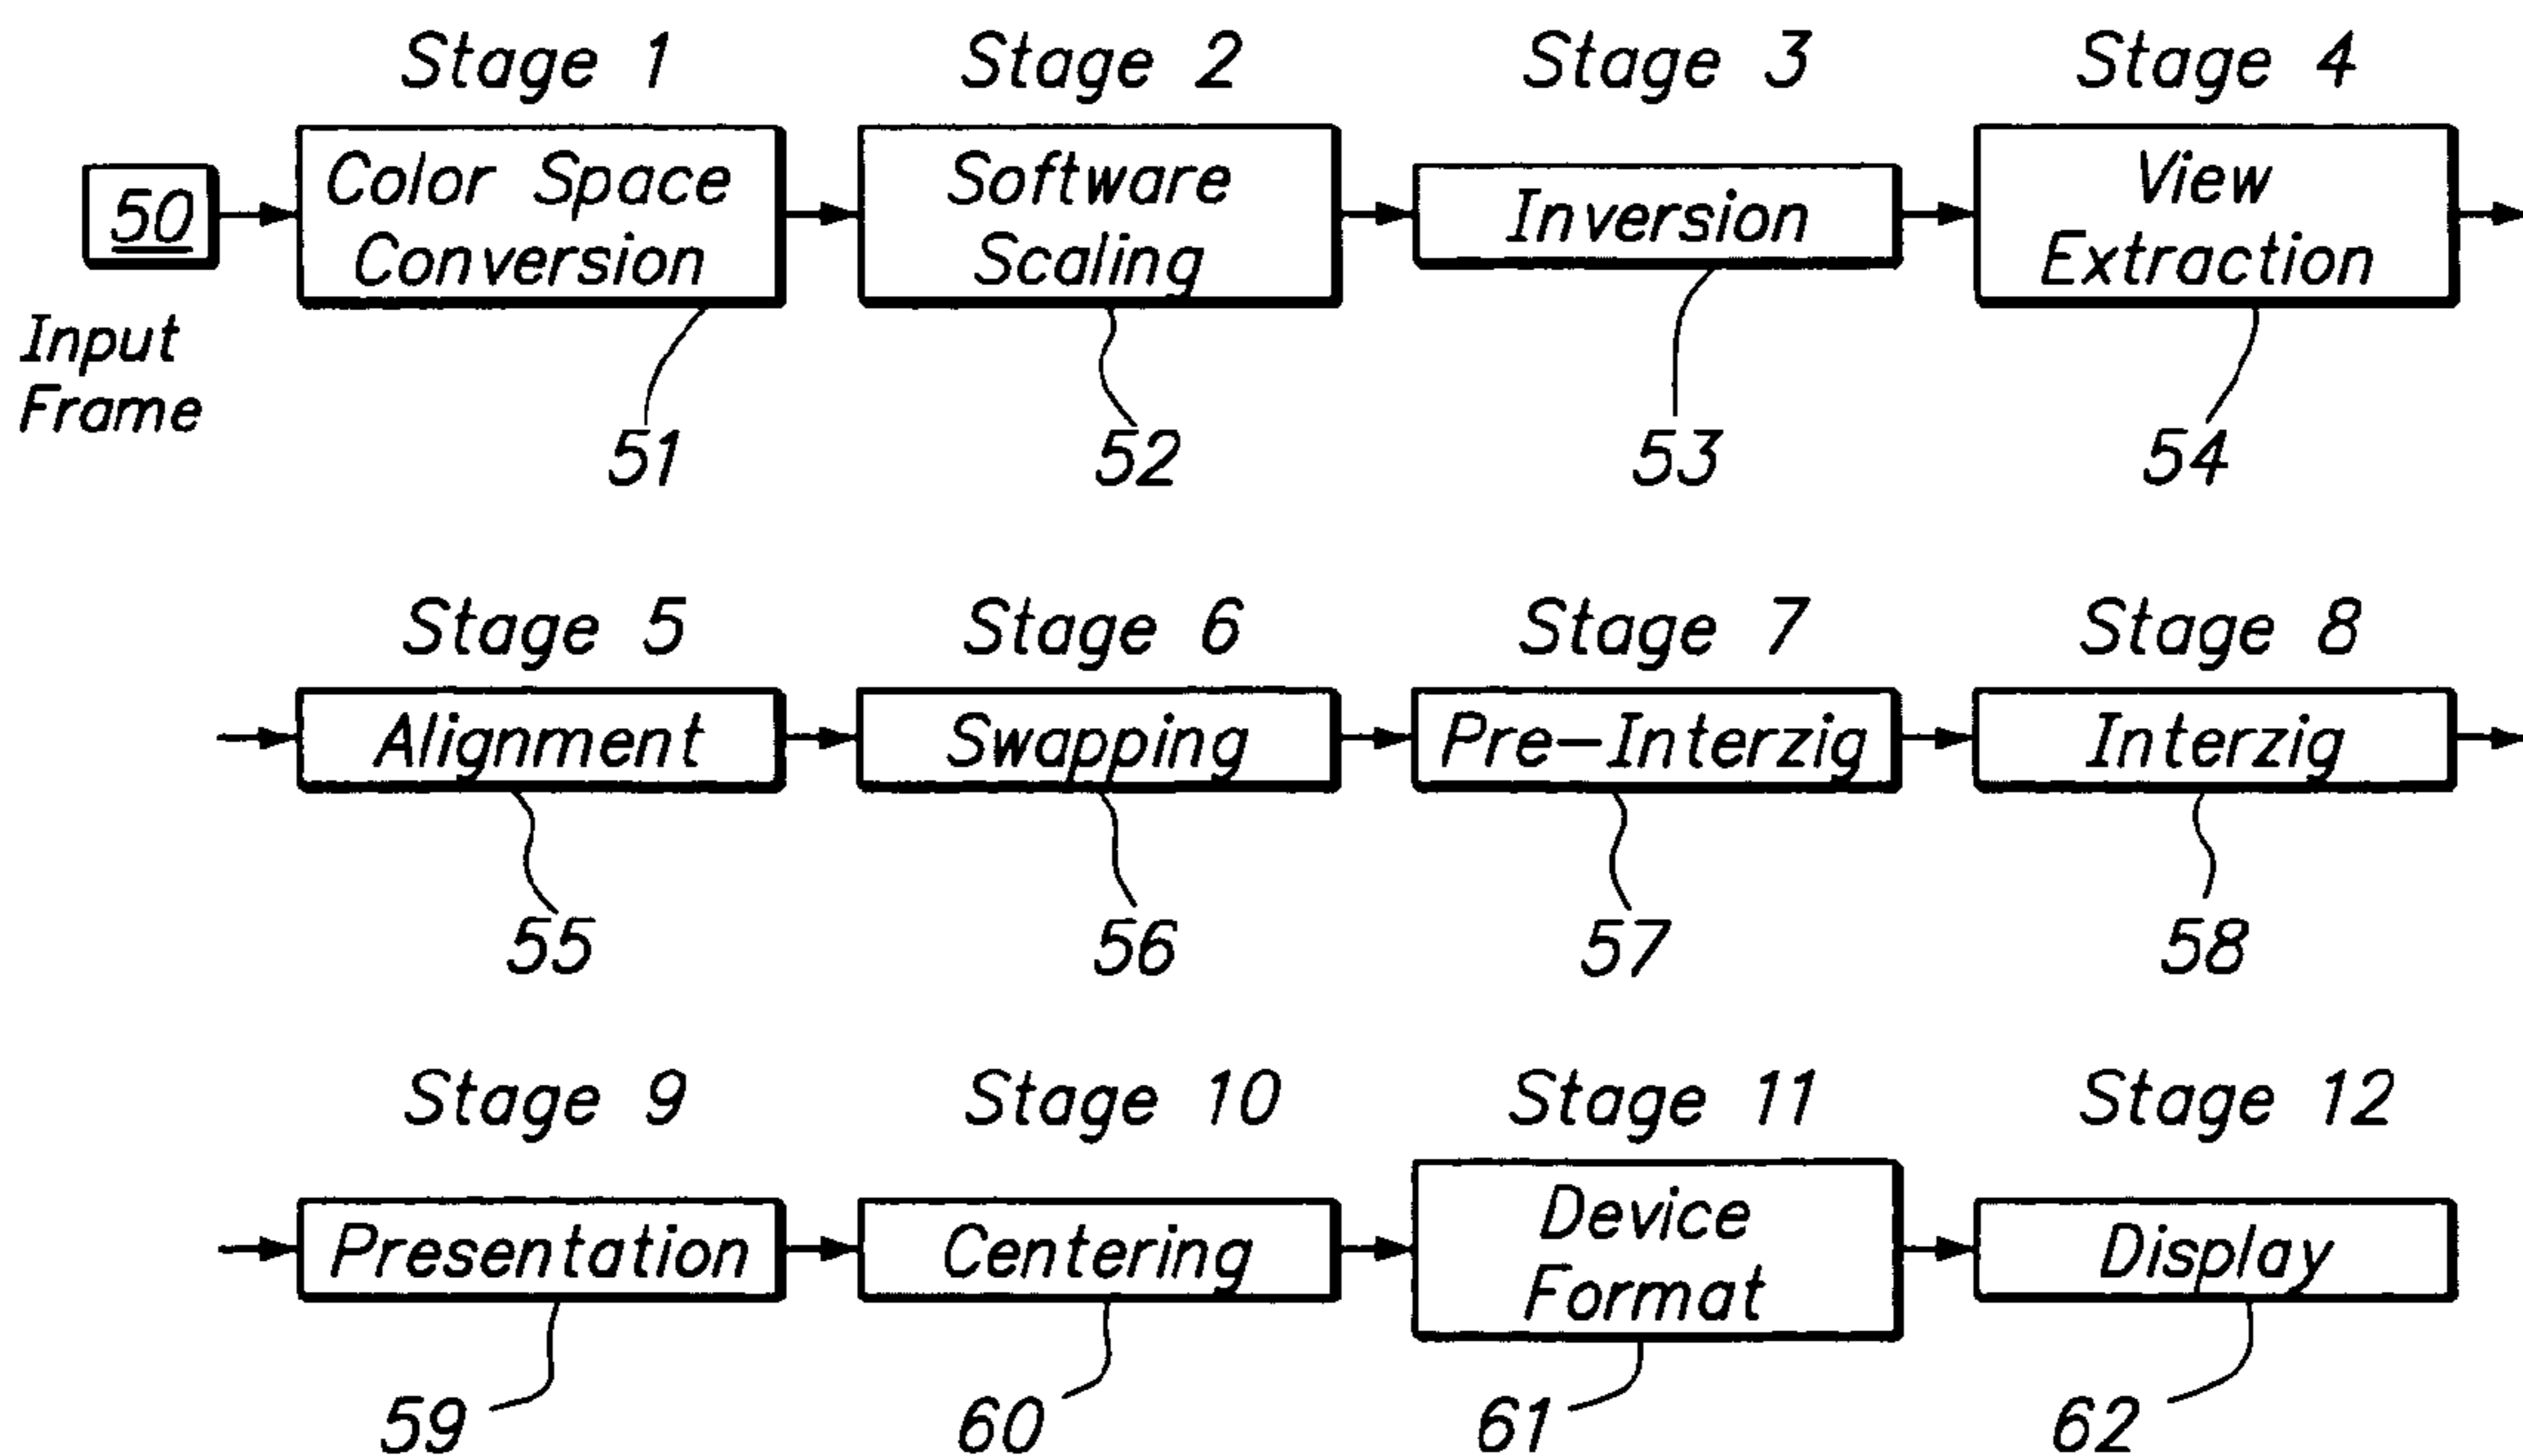 Stage 1
Stage 2
Stage 3
Stage 4
50
Input
Frame
Color Space
Conversion
Software
Scaling
Inversion
View
Extraction
51
52
53
54
Stage 5
Stage 6
Stage 7
Stage 8
Alignment
Swapping
Pre-Interzig
Interzig
55
56
57
58
Stage 9
Stage 10
Stage 11
Stage 12
Presentation
Centering
Device
Format
Display
59
60
61
62